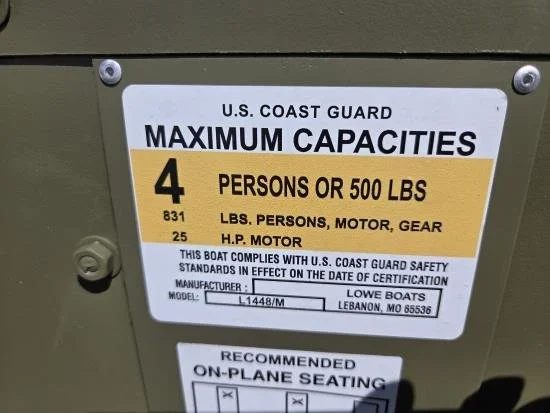 U.S. COAST GUARD
MAXIMUM CAPACITIES
4 PERSONS OR 500 LBS
831 LBS. PERSONS, MOTOR, GEAR
25 H.P. MOTOR
THIS BOAT COMPLIES WITH U.S. COAST GUARD SAFETY
STANDARDS IN EFFECT ON THE DATE OF CERTIFICATION
MANUFACTURER : LOWE BOATS
MODEL: L1448/M LEBANON, MO 65536
RECOMMENDED
ON-PLANE SEATING
X X